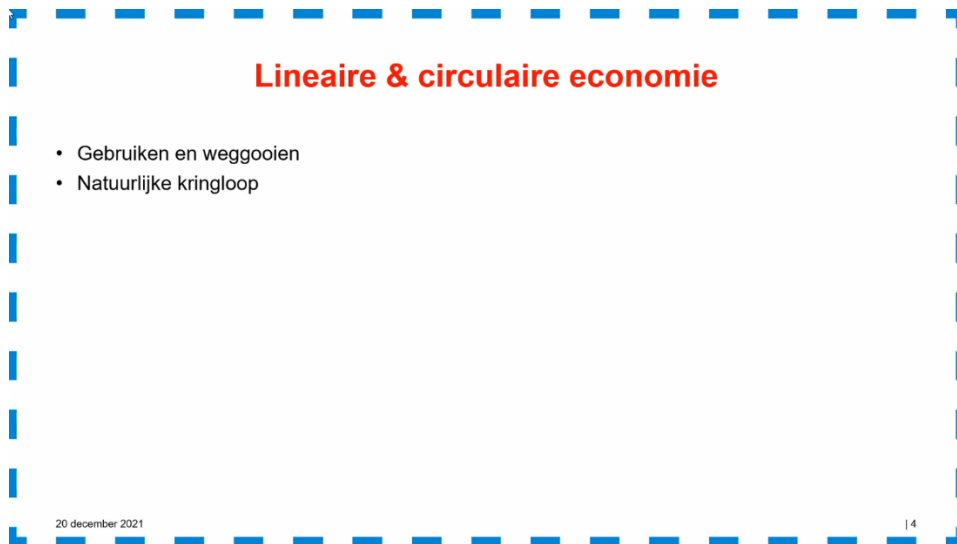 Lineaire & circulaire economie
• Gebruiken en weggooien
• Natuurlijke kringloop
20 december 2021
| 4